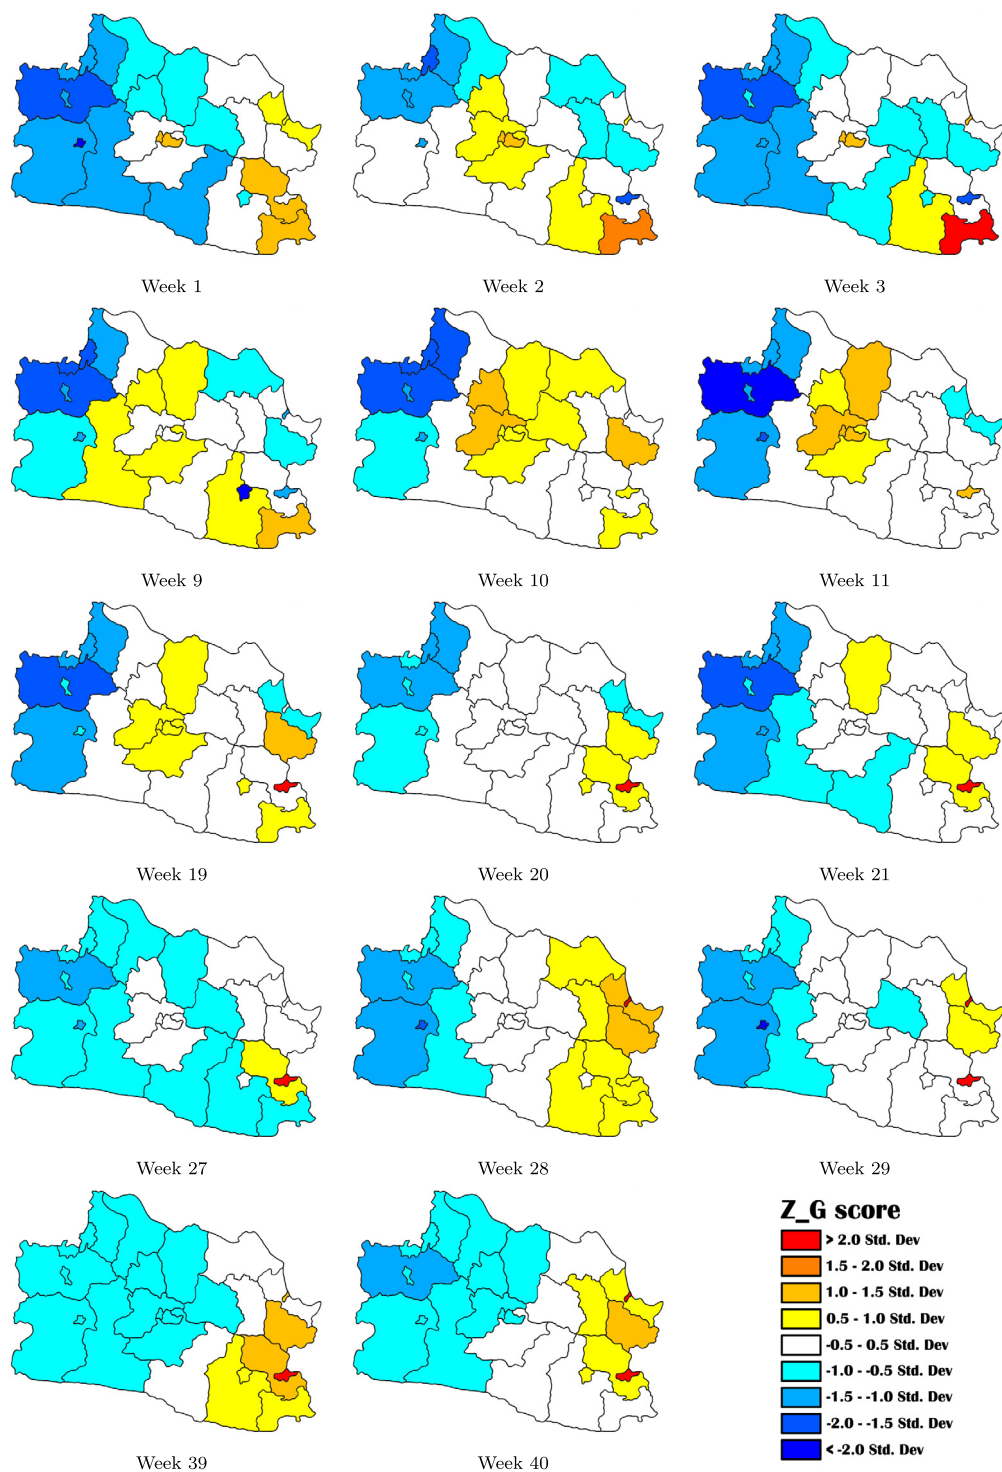 Week 1
Week 2
Week 3
Week 9
Week 10
Week 11
Week 19
Week 20
Week 21
Week 27
Week 28
Week 29
Week 39
Week 40
Z_G score
> 2.0 Std. Dev
1.5 - 2.0 Std. Dev
1.0 - 1.5 Std. Dev
0.5 - 1.0 Std. Dev
-0.5 - 0.5 Std. Dev
-1.0 - -0.5 Std. Dev
-1.5 - -1.0 Std. Dev
-2.0 - -1.5 Std. Dev
< -2.0 Std. Dev